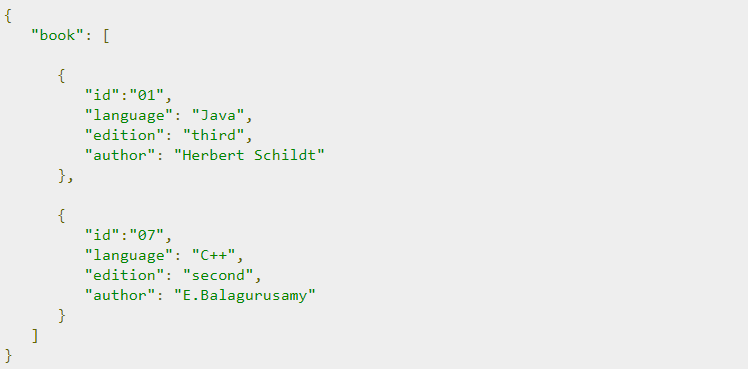 {
"book": [
{
"id":"01",
"language": "Java",
"edition": "third",
"author": "Herbert Schildt"
},
{
"id":"07",
"language": "C++",
"edition": "second",
"author": "E.Balagurusamy"
}
]
}